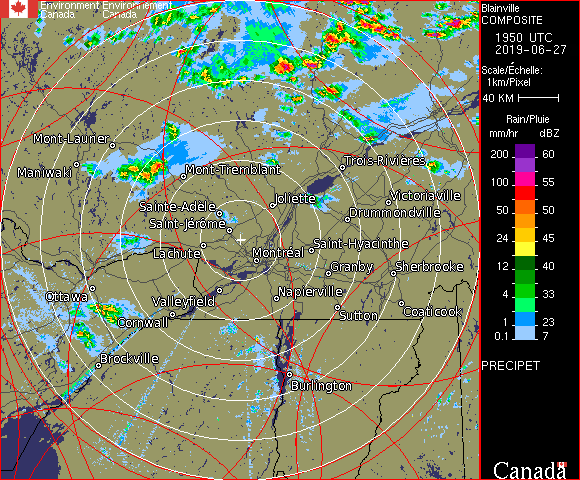 Environment Environnement
Canada Canada
Blainville
COMPOSITE
1950 UTC
2019-06-27
Scale/Échelle:
1km/Pixel
40 KM
Rain/Pluie
mm/hr dBZ
200 60
100 55
50 50
24 45
12 40
4 33
1 23
0.1 7
PRECIPET
Canada
Mont-Laurier
Maniwaki
Mont-Tremblant
Trois-Rivières
Sainte-Adèle
Joliette
Victoriaville
Drummondville
Saint-Jérôme
Lachute
Montréal
Saint-Hyacinthe
Granby
Sherbrooke
Ottawa
Valleyfield
Napierville
Cornwall
Sutton
Coaticook
Brockville
Burlington